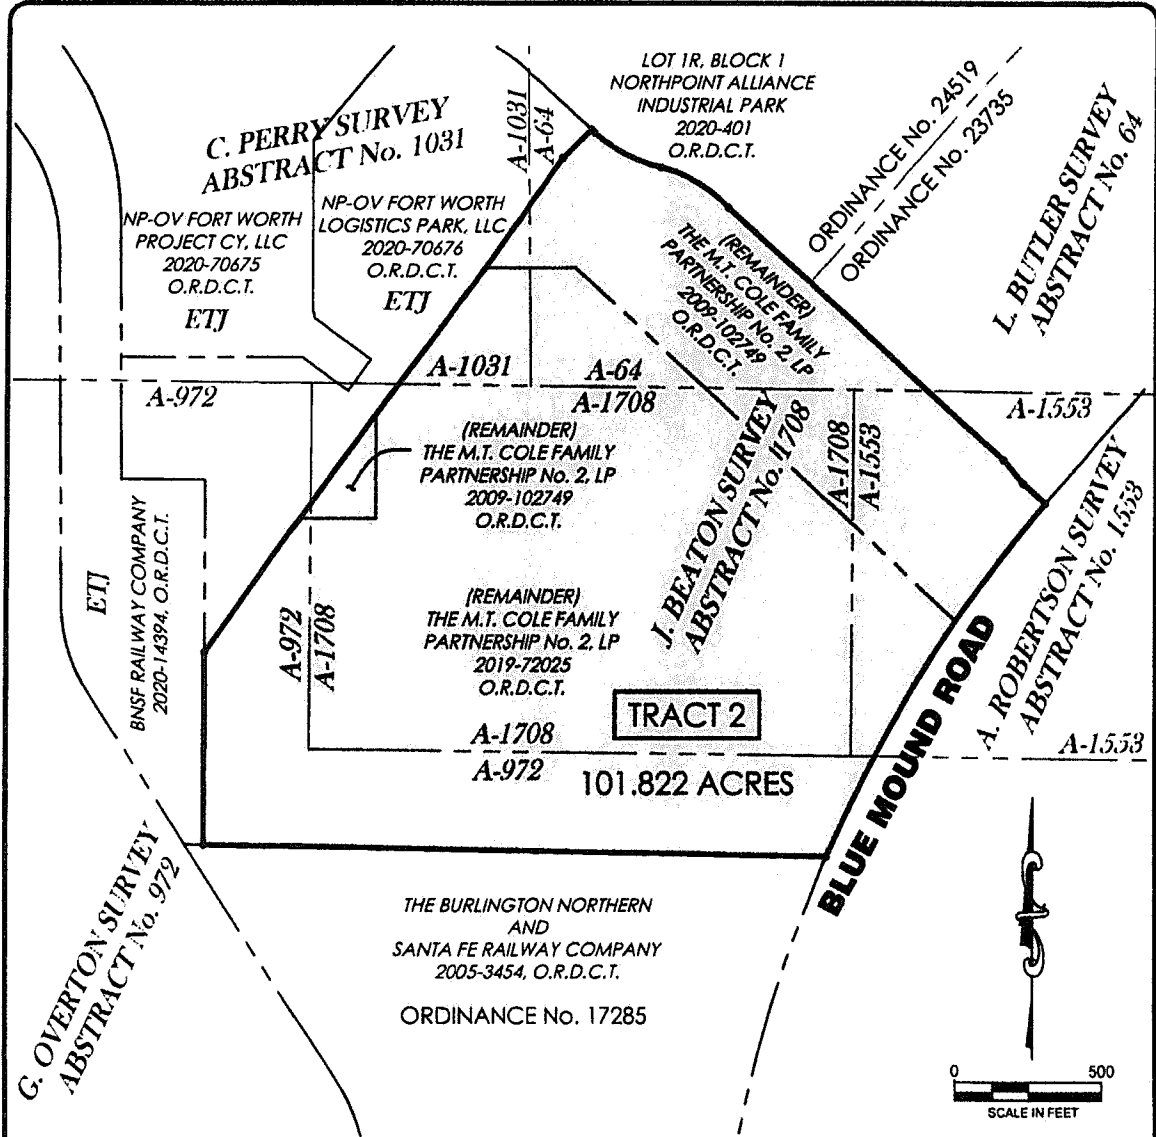 LOT 1R, BLOCK 1
NORTHPOINT ALLIANCE
INDUSTRIAL PARK
2020-401
O.R.D.C.T.
ORDINANCE No. 24519
ORDINANCE No. 23735
L. BUTLER SURVEY
ABSTRACT No. 64
C. PERRY SURVEY
ABSTRACT No. 1031
A-1031
A-64
NP-OV FORT WORTH
PROJECT CY, LLC
2020-70675
O.R.D.C.T.
ETJ
NP-OV FORT WORTH
LOGISTICS PARK, LLC
2020-70676
O.R.D.C.T.
ETJ
(REMAINDER)
THE M.T. COLE FAMILY
PARTNERSHIP No. 2, LP
2009-102749
O.R.D.C.T.
A-1031
A-64
A-972
A-1708
A-1553
(REMAINDER)
THE M.T. COLE FAMILY
PARTNERSHIP No. 2, LP
2009-102749
O.R.D.C.T.
J. BEATON SURVEY
ABSTRACT No. 1708
A-1708
A-1553
BNSF RAILWAY COMPANY
2020-14394, O.R.D.C.T.
ETJ
A-972
A-1708
(REMAINDER)
THE M.T. COLE FAMILY
PARTNERSHIP No. 2, LP
2019-72025
O.R.D.C.T.
TRACT 2
101.822 ACRES
A-1708
A-972
A-1553
BLUE MOUND ROAD
A. ROBERTSON SURVEY
ABSTRACT No. 1553
G. OVERTON SURVEY
ABSTRACT No. 972
THE BURLINGTON NORTHERN
AND
SANTA FE RAILWAY COMPANY
2005-3454, O.R.D.C.T.
ORDINANCE No. 17285
0 500
SCALE IN FEET